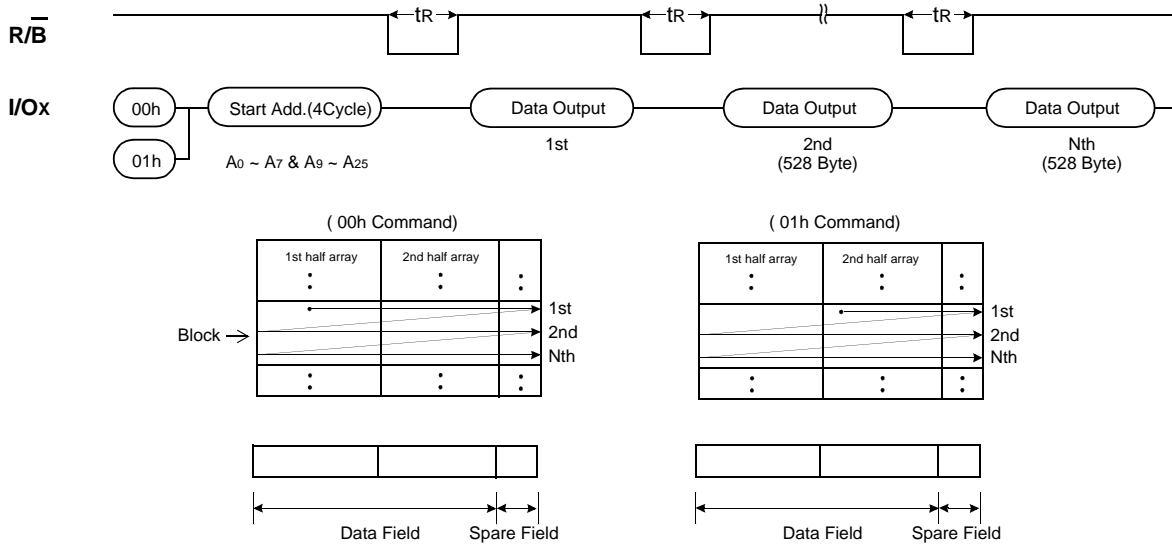 R/B
tR
tR
tR
I/Ox
00h
Start Add.(4Cycle)
Data Output
Data Output
Data Output
01h
A0 ~ A7 & A9 ~ A25
1st
2nd
(528 Byte)
Nth
(528 Byte)
( 00h Command)
1st half array
2nd half array
Block
1st
2nd
Nth
( 01h Command)
1st half array
2nd half array
1st
2nd
Nth
Data Field
Spare Field
Data Field
Spare Field